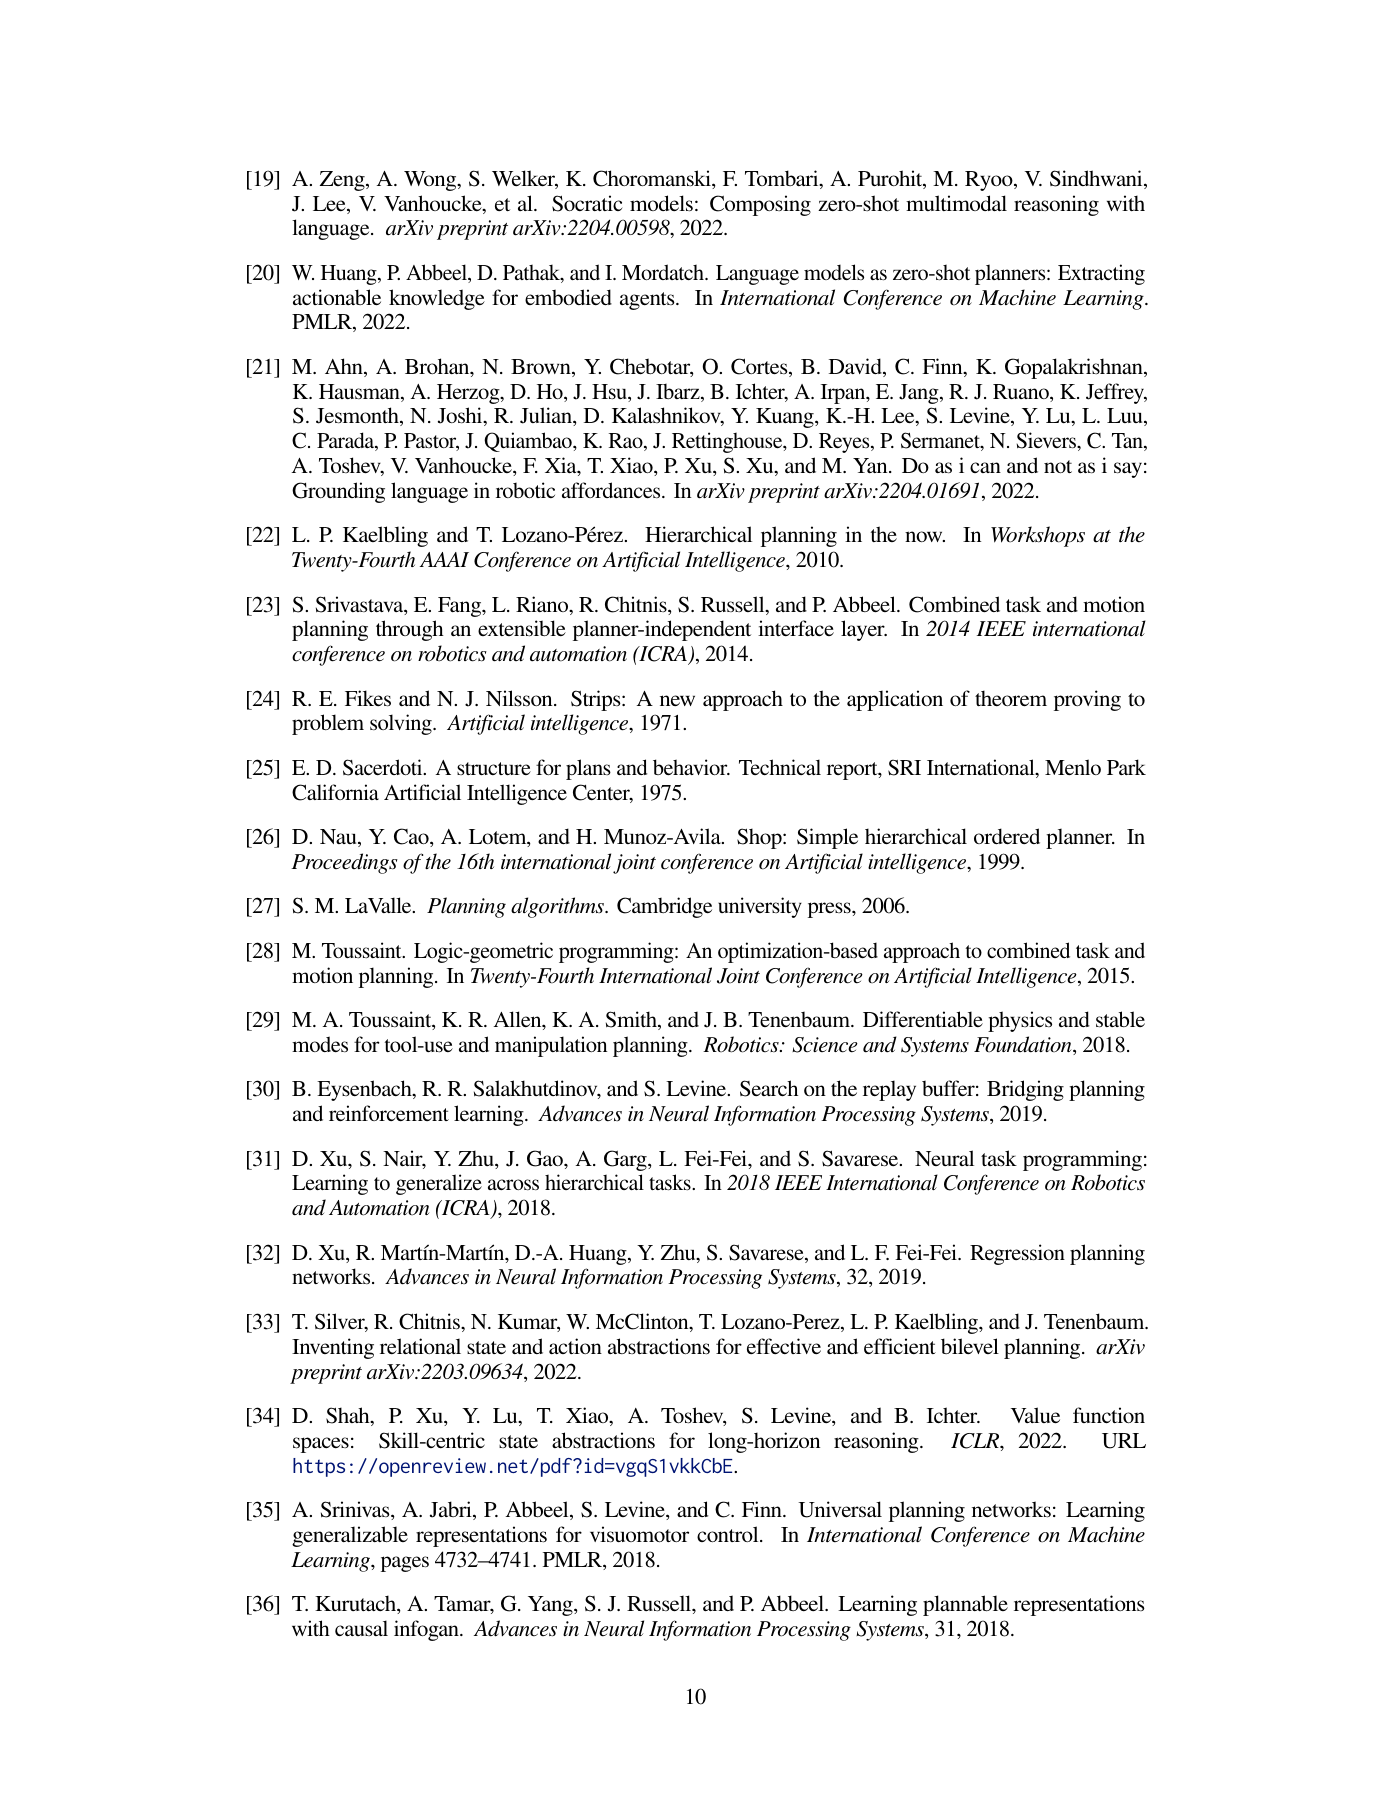 [19] A. Zeng, A. Wong, S. Welker, K. Choromanski, F. Tombari, A. Purohit, M. Ryoo, V. Sindhwani,
J. Lee, V. Vanhoucke, et al. Socratic models: Composing zero-shot multimodal reasoning with
language. arXiv preprint arXiv:2204.00598, 2022.
[20] W. Huang, P. Abbeel, D. Pathak, and I. Mordatch. Language models as zero-shot planners: Extracting
actionable knowledge for embodied agents. In International Conference on Machine Learning.
PMLR, 2022.
[21] M. Ahn, A. Brohan, N. Brown, Y. Chebotar, O. Cortes, B. David, C. Finn, K. Gopalakrishnan,
K. Hausman, A. Herzog, D. Ho, J. Hsu, J. Ibarz, B. Ichter, A. Irpan, E. Jang, R. J. Ruano, K. Jeffrey,
S. Jesmonth, N. Joshi, R. Julian, D. Kalashnikov, Y. Kuang, K.-H. Lee, S. Levine, Y. Lu, L. Luu,
C. Parada, P. Pastor, J. Quiambao, K. Rao, J. Rettinghouse, D. Reyes, P. Sermanet, N. Sievers, C. Tan,
A. Toshev, V. Vanhoucke, F. Xia, T. Xiao, P. Xu, S. Xu, and M. Yan. Do as i can and not as i say:
Grounding language in robotic affordances. In arXiv preprint arXiv:2204.01691, 2022.
[22] L. P. Kaelbling and T. Lozano-Pérez. Hierarchical planning in the now. In Workshops at the
Twenty-Fourth AAAI Conference on Artificial Intelligence, 2010.
[23] S. Srivastava, E. Fang, L. Riano, R. Chitnis, S. Russell, and P. Abbeel. Combined task and motion
planning through an extensible planner-independent interface layer. In 2014 IEEE international
conference on robotics and automation (ICRA), 2014.
[24] R. E. Fikes and N. J. Nilsson. Strips: A new approach to the application of theorem proving to
problem solving. Artificial intelligence, 1971.
[25] E. D. Sacerdoti. A structure for plans and behavior. Technical report, SRI International, Menlo Park
California Artificial Intelligence Center, 1975.
[26] D. Nau, Y. Cao, A. Lotem, and H. Munoz-Avila. Shop: Simple hierarchical ordered planner. In
Proceedings of the 16th international joint conference on Artificial intelligence, 1999.
[27] S. M. LaValle. Planning algorithms. Cambridge university press, 2006.
[28] M. Toussaint. Logic-geometric programming: An optimization-based approach to combined task and
motion planning. In Twenty-Fourth International Joint Conference on Artificial Intelligence, 2015.
[29] M. A. Toussaint, K. R. Allen, K. A. Smith, and J. B. Tenenbaum. Differentiable physics and stable
modes for tool-use and manipulation planning. Robotics: Science and Systems Foundation, 2018.
[30] B. Eysenbach, R. R. Salakhutdinov, and S. Levine. Search on the replay buffer: Bridging planning
and reinforcement learning. Advances in Neural Information Processing Systems, 2019.
[31] D. Xu, S. Nair, Y. Zhu, J. Gao, A. Garg, L. Fei-Fei, and S. Savarese. Neural task programming:
Learning to generalize across hierarchical tasks. In 2018 IEEE International Conference on Robotics
and Automation (ICRA), 2018.
[32] D. Xu, R. Martín-Martín, D.-A. Huang, Y. Zhu, S. Savarese, and L. F. Fei-Fei. Regression planning
networks. Advances in Neural Information Processing Systems, 32, 2019.
[33] T. Silver, R. Chitnis, N. Kumar, W. McClinton, T. Lozano-Perez, L. P. Kaelbling, and J. Tenenbaum.
Inventing relational state and action abstractions for effective and efficient bilevel planning. arXiv
preprint arXiv:2203.09634, 2022.
[34] D. Shah, P. Xu, Y. Lu, T. Xiao, A. Toshev, S. Levine, and B. Ichter. Value function
spaces: Skill-centric state abstractions for long-horizon reasoning. ICLR, 2022. URL
https://openreview.net/pdf?id=vgqS1vkkCbE.
[35] A. Srinivas, A. Jabri, P. Abbeel, S. Levine, and C. Finn. Universal planning networks: Learning
generalizable representations for visuomotor control. In International Conference on Machine
Learning, pages 4732–4741. PMLR, 2018.
[36] T. Kurutach, A. Tamar, G. Yang, S. J. Russell, and P. Abbeel. Learning plannable representations
with causal infogan. Advances in Neural Information Processing Systems, 31, 2018.
10